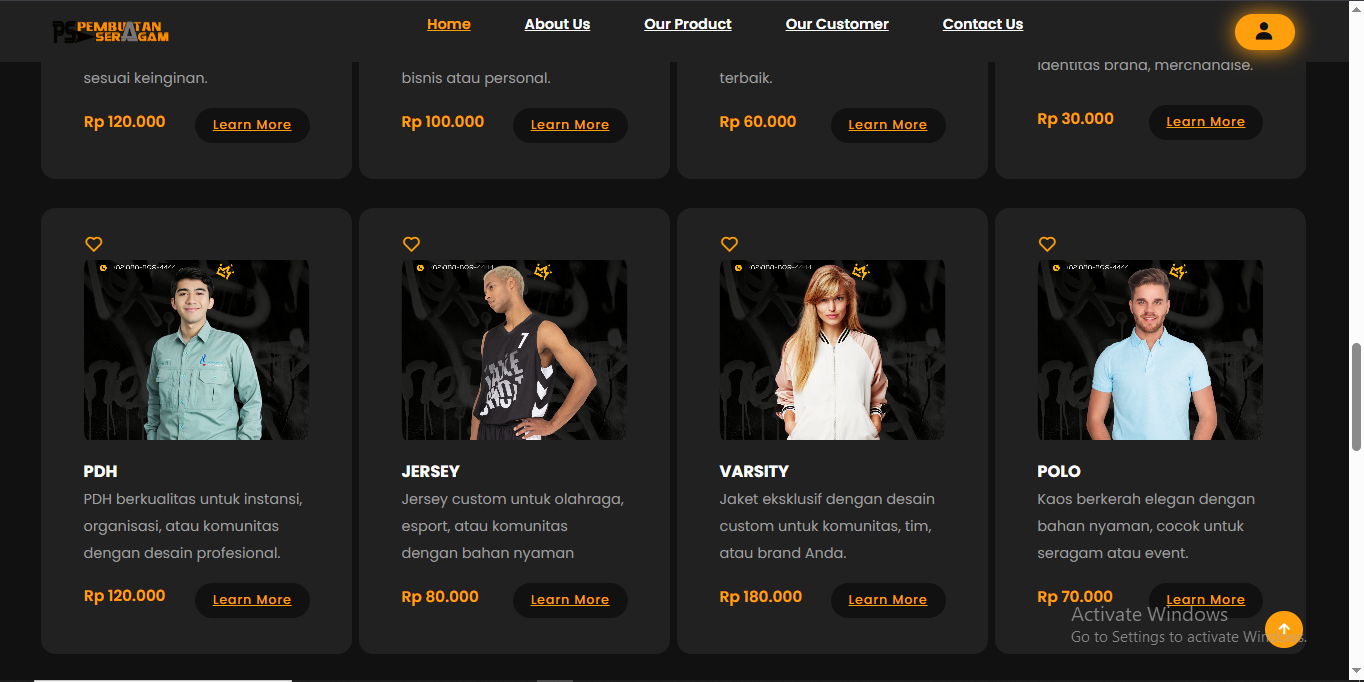 PS PEMBUATAN
SERAGAM
Home
About Us
Our Product
Our Customer
Contact Us
sesuai keinginan.
bisnis atau personal.
terbaik.
identitas brand, merchandise.
Rp 120.000
Learn More
Rp 100.000
Learn More
Rp 60.000
Learn More
Rp 30.000
Learn More
7
PDH
PDH berkualitas untuk instansi,
organisasi, atau komunitas
dengan desain profesional.
Rp 120.000
Learn More
JERSEY
Jersey custom untuk olahraga,
esport, atau komunitas
dengan bahan nyaman
Rp 80.000
Learn More
VARSITY
Jaket eksklusif dengan desain
custom untuk komunitas, tim,
atau brand Anda.
Rp 180.000
Learn More
POLO
Kaos berkerah elegan dengan
bahan nyaman, cocok untuk
seragam atau event.
Rp 70.000
Learn More
Activate Windows
Go to Settings to activate Windows.